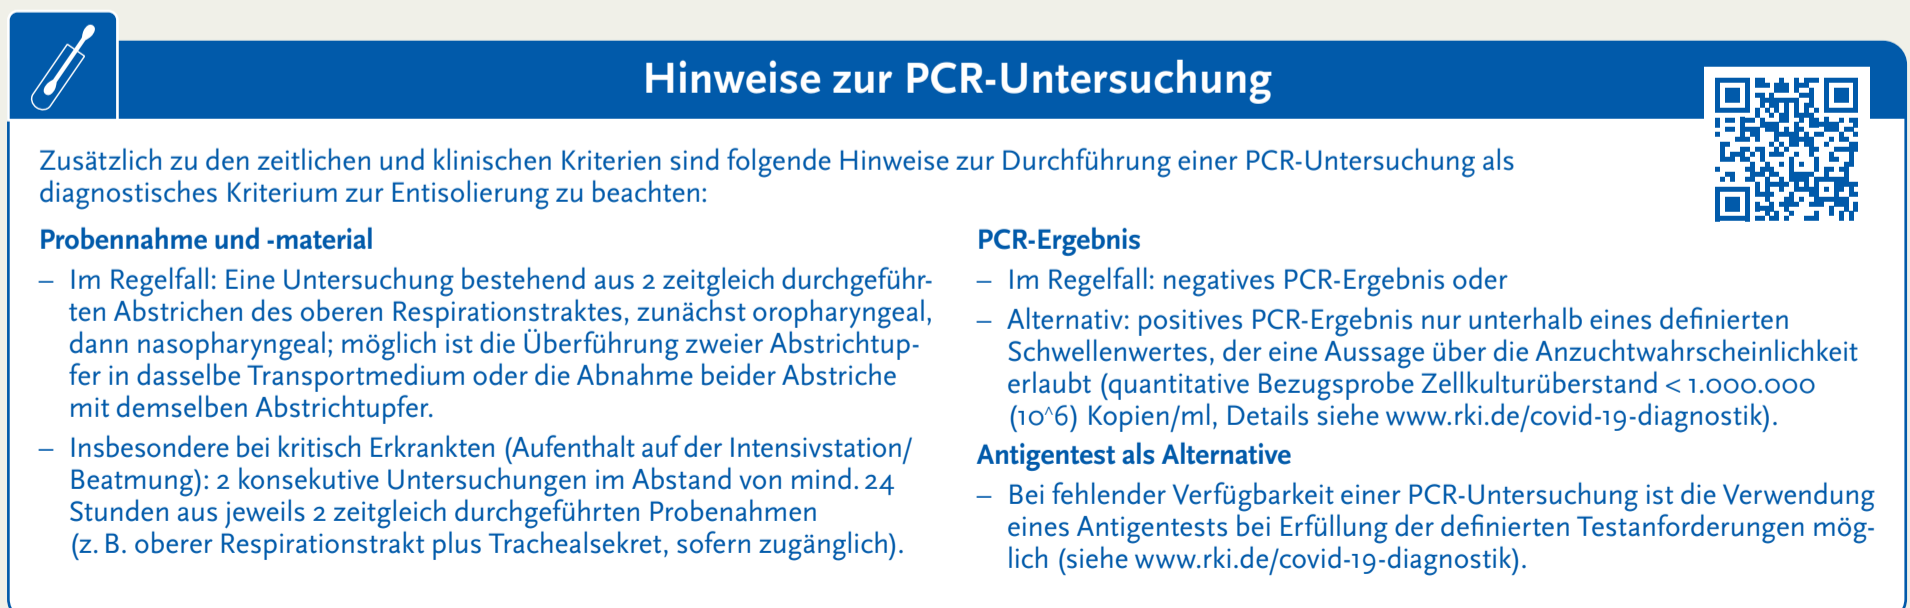 Hinweise zur PCR-Untersuchung
Zusätzlich zu den zeitlichen und klinischen Kriterien sind folgende Hinweise zur Durchführung einer PCR-Untersuchung als
diagnostisches Kriterium zur Entisolierung zu beachten:
Probennahme und -material
– Im Regelfall: Eine Untersuchung bestehend aus 2 zeitgleich durchgeführ-
ten Abstrichen des oberen Respirationstraktes, zunächst oropharyngeal,
dann nasopharyngeal; möglich ist die Überführung zweier Abstrichtup-
fer in dasselbe Transportmedium oder die Abnahme beider Abstriche
mit demselben Abstrichtupfer.
– Insbesondere bei kritisch Erkrankten (Aufenthalt auf der Intensivstation/
Beatmung): 2 konsekutive Untersuchungen im Abstand von mind. 24
Stunden aus jeweils 2 zeitgleich durchgeführten Probenahmen
(z. B. oberer Respirationstrakt plus Trachealsekret, sofern zugänglich).
PCR-Ergebnis
– Im Regelfall: negatives PCR-Ergebnis oder
– Alternativ: positives PCR-Ergebnis nur unterhalb eines definierten
Schwellenwertes, der eine Aussage über die Anzuchtwahrscheinlichkeit
erlaubt (quantitative Bezugsprobe Zellkulturüberstand < 1.000.000
(10^6) Kopien/ml, Details siehe www.rki.de/covid-19-diagnostik).
Antigentest als Alternative
– Bei fehlender Verfügbarkeit einer PCR-Untersuchung ist die Verwendung
eines Antigentests bei Erfüllung der definierten Testanforderungen mög-
lich (siehe www.rki.de/covid-19-diagnostik).